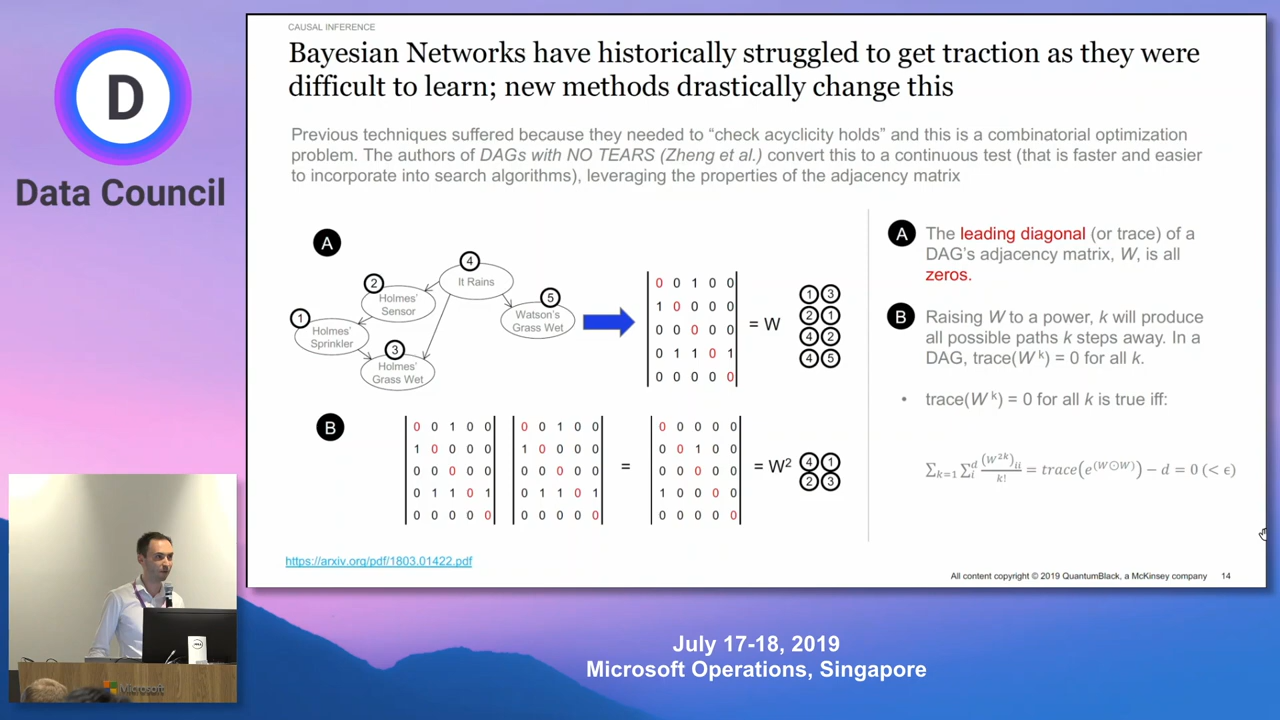 D
Data Council
CAUSAL INFERENCE
Bayesian Networks have historically struggled to get traction as they were
difficult to learn; new methods drastically change this
Previous techniques suffered because they needed to “check acyclicity holds” and this is a combinatorial optimization
problem. The authors of DAGs with NO TEARS (Zheng et al.) convert this to a continuous test (that is faster and easier
to incorporate into search algorithms), leveraging the properties of the adjacency matrix
A
4
It Rains
2
Holmes’
Sensor
5
Watson’s
Grass Wet
1
Holmes’
Sprinkler
3
Holmes’
Grass Wet
0 0 1 0 0
1 0 0 0 0
0 0 0 0 0
0 1 1 0 1
0 0 0 0 0
= W
1 3
2 1
4 2
4 5
B
0 0 1 0 0
1 0 0 0 0
0 0 0 0 0
0 1 1 0 1
0 0 0 0 0
0 0 1 0 0
1 0 0 0 0
0 0 0 0 0
0 1 1 0 1
0 0 0 0 0
=
0 0 0 0 0
0 0 1 0 0
0 0 0 0 0
1 0 0 0 0
0 0 0 0 0
= W²
4 1
2 3
A
The leading diagonal (or trace) of a
DAG’s adjacency matrix, W, is all
zeros.
B
Raising W to a power, k will produce
all possible paths k steps away. In a
DAG, trace(W ᵏ) = 0 for all k.
• trace(W ᵏ) = 0 for all k is true iff:
∑ₖ₌₁ ∑ᵢᵈ (W²ᵏ)ᵢᵢ / k! = trace(e^(W⊙W)) − d = 0 (< ϵ)
https://arxiv.org/pdf/1803.01422.pdf
All content copyright © 2019 QuantumBlack, a McKinsey company 14
DELL
Microsoft
July 17-18, 2019
Microsoft Operations, Singapore